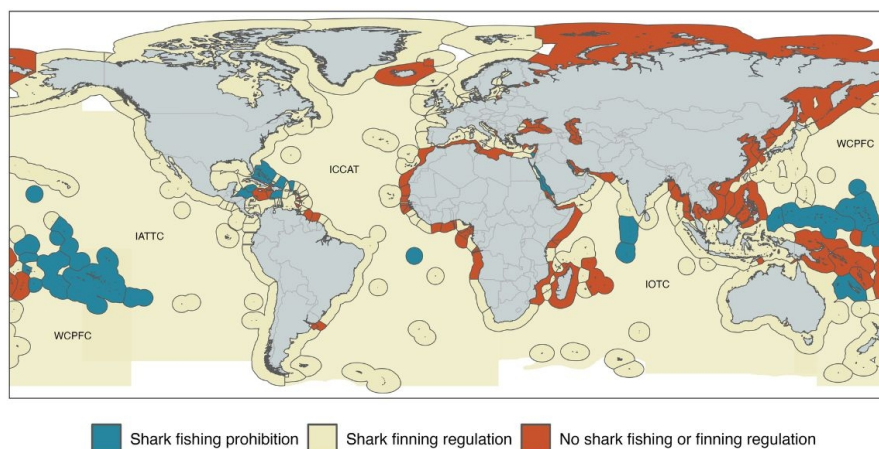 ICCAT
WCPFC
IATTC
IOTC
WCPFC
Shark fishing prohibition
Shark finning regulation
No shark fishing or finning regulation